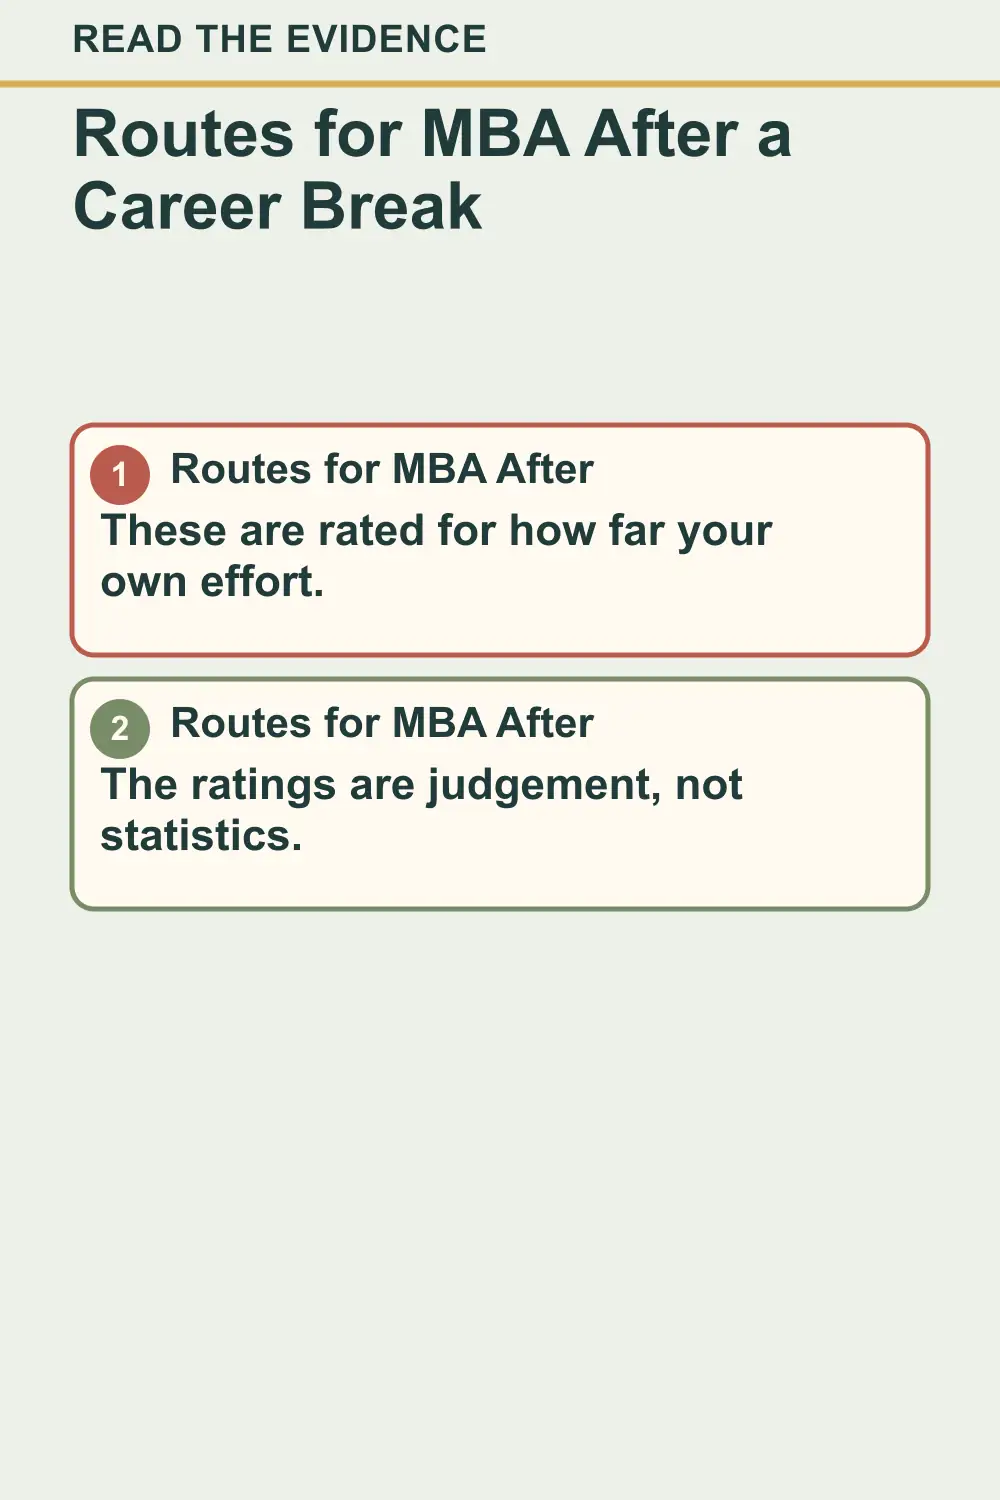 READ THE EVIDENCE
Routes for MBA After a
Career Break
1 Routes for MBA After
These are rated for how far your
own effort.
2 Routes for MBA After
The ratings are judgement, not
statistics.